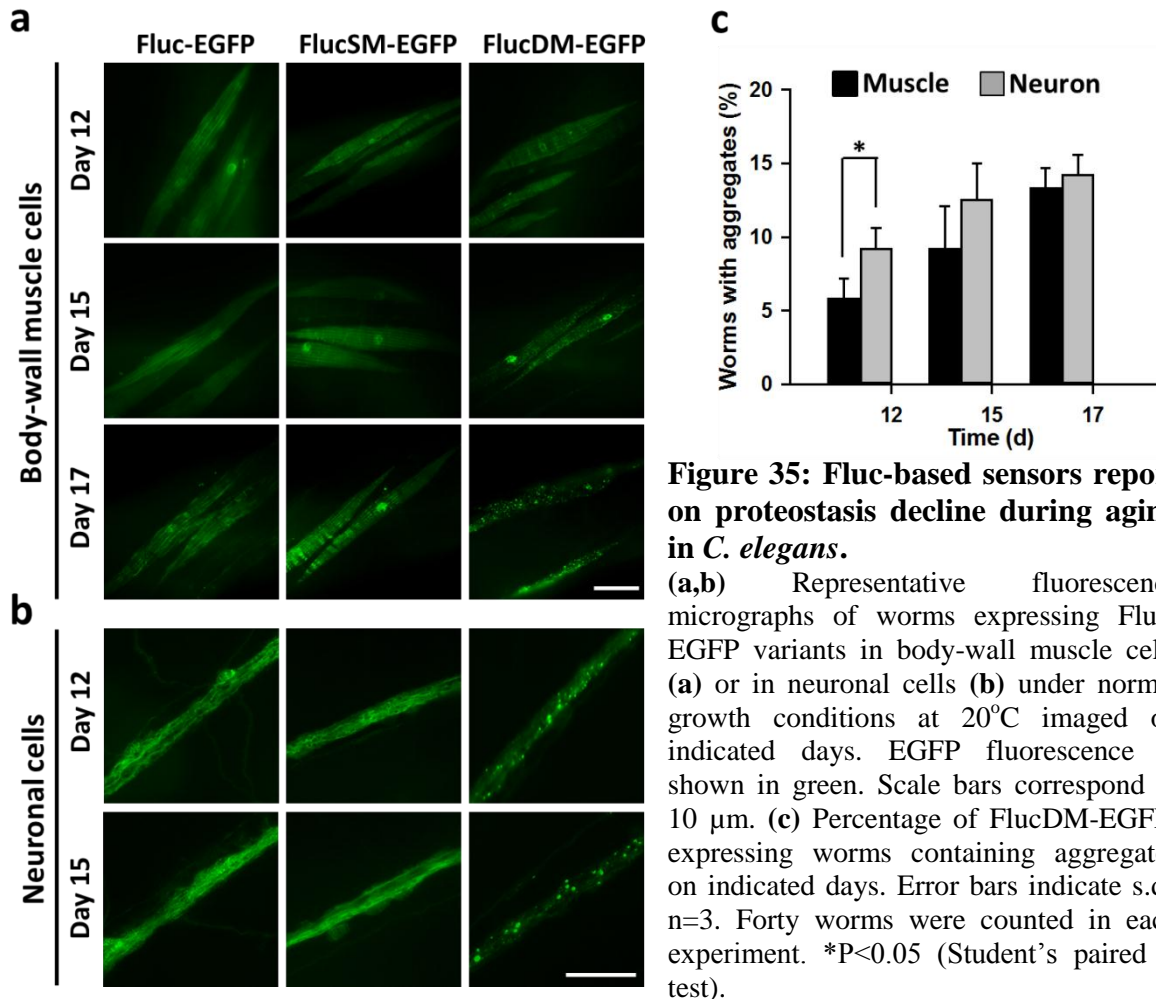 a
Fluc-EGFP FlucSM-EGFP FlucDM-EGFP
Body-wall muscle cells
Day 12
Day 15
Day 17
b
Neuronal cells
Day 12
Day 15
c
Muscle Neuron
Worms with aggregates (%)
20
15
10
5
0
*
12 15 17
Time (d)
Figure 35: Fluc-based sensors repor
on proteostasis decline during agin
in C. elegans.
(a,b) Representative fluorescenc
micrographs of worms expressing Flu
EGFP variants in body-wall muscle cel
(a) or in neuronal cells (b) under norm
growth conditions at 20°C imaged o
indicated days. EGFP fluorescence
shown in green. Scale bars correspond
10 µm. (c) Percentage of FlucDM-EGF
expressing worms containing aggregat
on indicated days. Error bars indicate s.d
n=3. Forty worms were counted in eac
experiment. *P<0.05 (Student’s paired
test).